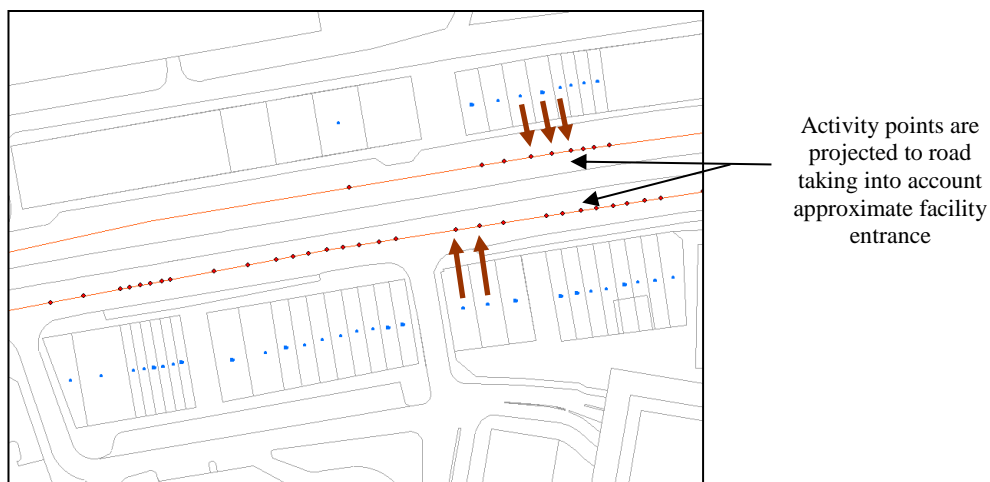 Activity points are
projected to road
taking into account
approximate facility
entrance